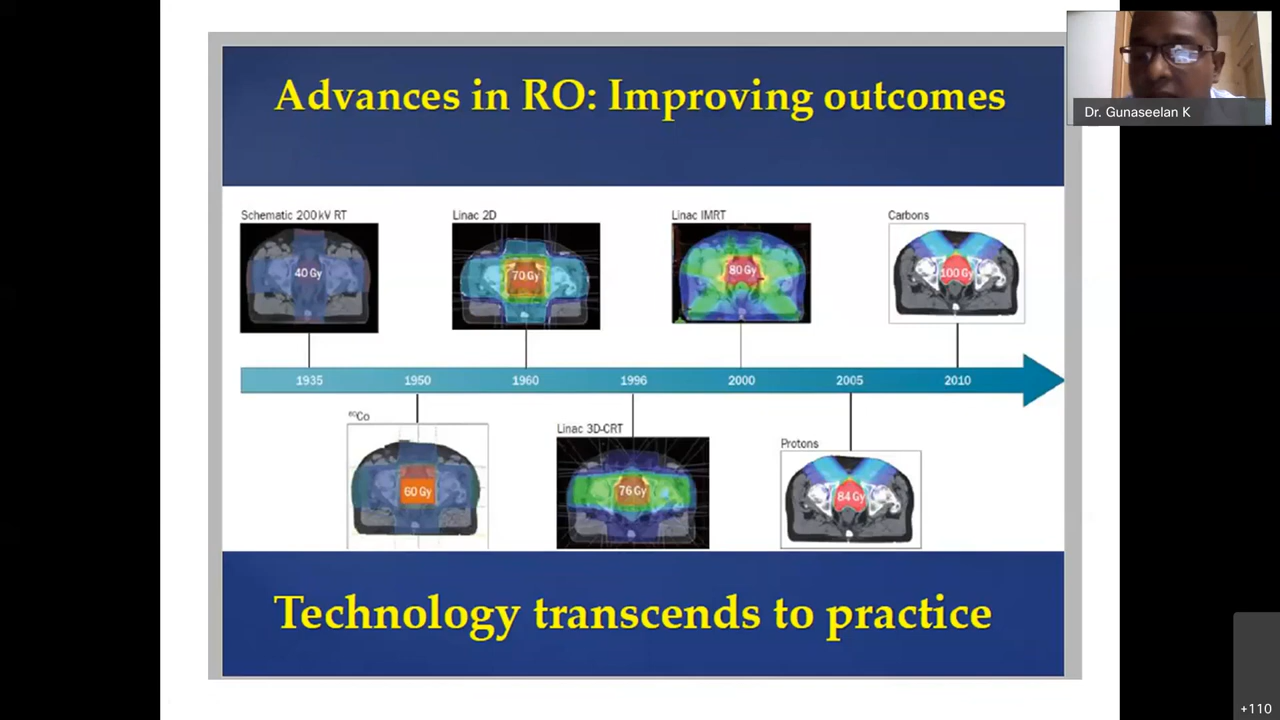 Advances in RO: Improving outcomes
Dr. Gunaseelan K
Schematic 200 kV RT
Linac 2D
Linac IMRT
Carbons
40 Gy
70 Gy
80 Gy
100 Gy
1935
1950
1960
1996
2000
2005
2010
⁶⁰Co
Linac 3D-CRT
Protons
60 Gy
76 Gy
84 Gy
Technology transcends to practice
+110